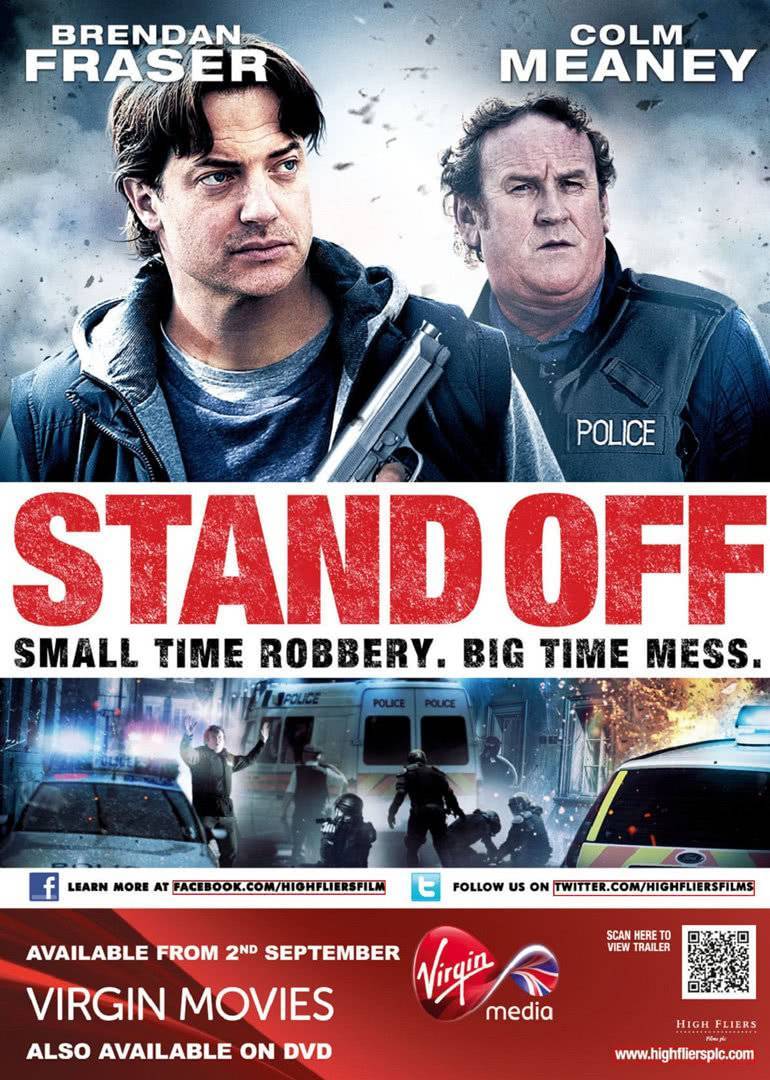 BRENDAN
FRASER
COLM
MEANEY
POLICE
STAND OFF
SMALL TIME ROBBERY. BIG TIME MESS.
POLICE
POLICE
POLICE
f LEARN MORE AT FACEBOOK.COM/HIGHFLIERSFILM
t FOLLOW US ON TWITTER.COM/HIGHFLIERSFILMS
AVAILABLE FROM 2ND SEPTEMBER
VIRGIN MOVIES
ALSO AVAILABLE ON DVD
Virgin
media
SCAN HERE TO
VIEW TRAILER
HIGH FLIERS
Films plc
www.highfliersplc.com